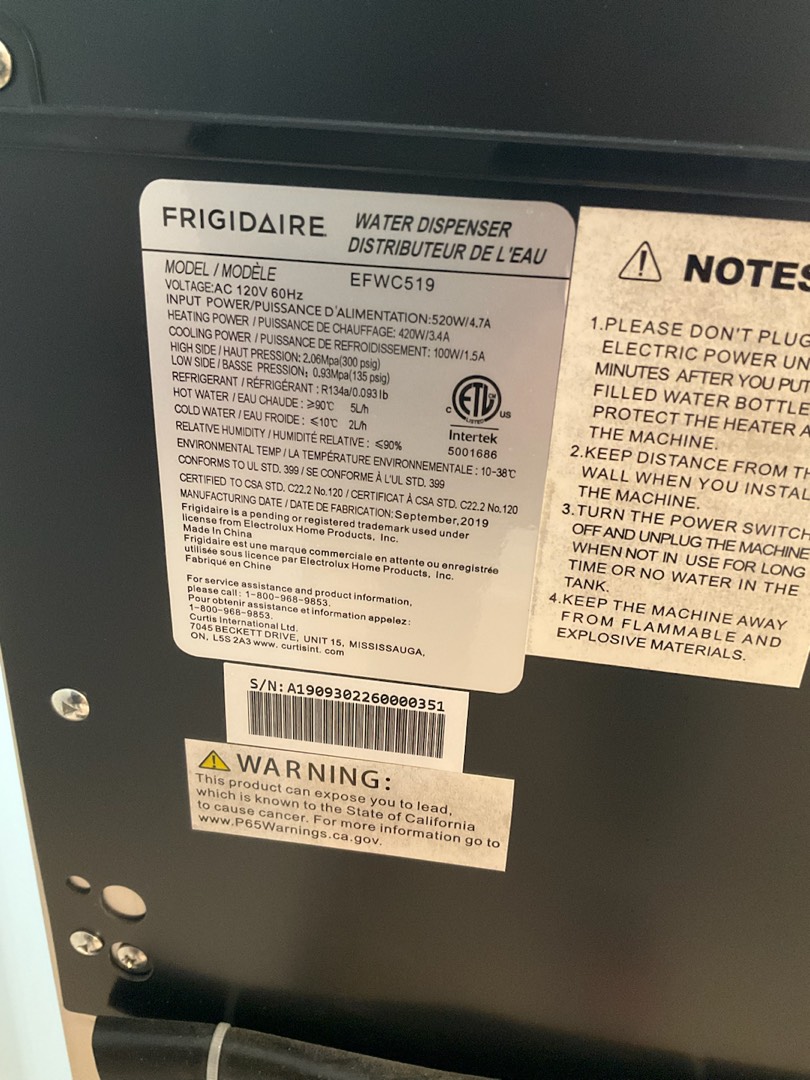 FRIGIDAIRE
WATER DISPENSER
DISTRIBUTEUR DE L'EAU
MODEL / MODÈLE EFWC519
VOLTAGE:AC 120V 60Hz
INPUT POWER/PUISSANCE D'ALIMENTATION:520W/4.7A
HEATING POWER / PUISSANCE DE CHAUFFAGE: 420W/3.4A
COOLING POWER / PUISSANCE DE REFROIDISSEMENT: 100W/1.5A
HIGH SIDE / HAUT PRESSION: 2.06Mpa(300 psig)
LOW SIDE / BASSE PRESSION: 0.93Mpa(135 psig)
REFRIGERANT / RÉFRIGÉRANT : R134a/0.093 lb
HOT WATER / EAU CHAUDE : ≥90℃ 5L/h
COLD WATER / EAU FROIDE : ≤10℃ 2L/h
RELATIVE HUMIDITY / HUMIDITÉ RELATIVE : ≤90%
ENVIRONMENTAL TEMP / LA TEMPÉRATURE ENVIRONNEMENTALE : 10-38℃
CONFORMS TO UL STD. 399 / SE CONFORME À L'UL STD. 399
CERTIFIED TO CSA STD. C22.2 No.120 / CERTIFICAT À CSA STD. C22.2 No.120
MANUFACTURING DATE / DATE DE FABRICATION: September,2019
Frigidaire is a pending or registered trademark used under
license from Electrolux Home Products, Inc.
Made In China
Frigidaire est une marque commerciale en attente ou enregistrée
utilisée sous licence par Electrolux Home Products, Inc.
Fabriqué en Chine
For service assistance and product information,
please call: 1-800-968-9853.
Pour obtenir assistance et information appelez:
1-800-968-9853.
Curtis International Ltd.
7045 BECKETT DRIVE, UNIT 15, MISSISSAUGA,
ON, L5S 2A3 www. curtisint. com
C ETL US
LISTED
Intertek
5001686
S/N: A1909302260000351
WARNING:
This product can expose you to lead,
which is known to the State of California
to cause cancer. For more information go to
www.P65Warnings.ca.gov.
NOTES
1.PLEASE DON'T PLUG
ELECTRIC POWER UN
MINUTES AFTER YOU PUT
FILLED WATER BOTTLE
PROTECT THE HEATER A
THE MACHINE.
2.KEEP DISTANCE FROM TH
WALL WHEN YOU INSTAL
THE MACHINE.
3.TURN THE POWER SWITCH
OFF AND UNPLUG THE MACHINE
WHEN NOT IN USE FOR LONG
TIME OR NO WATER IN THE
TANK.
4.KEEP THE MACHINE AWAY
FROM FLAMMABLE AND
EXPLOSIVE MATERIALS.